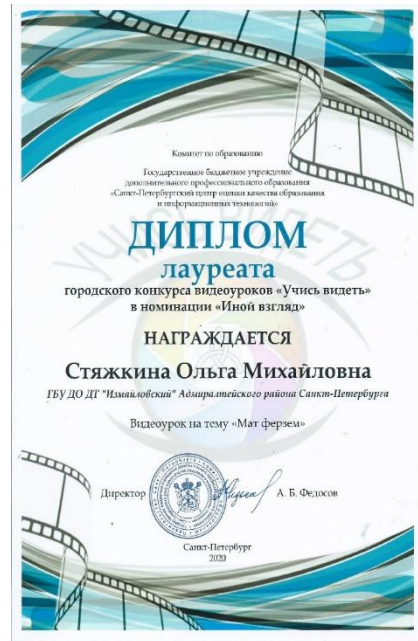 Комитет по образованию
Государственное бюджетное учреждение
дополнительного профессионального образования
«Санкт-Петербургский центр оценки качества образования
и информационных технологий»
УЧИСЬ ВИДЕТЬ
ДИПЛОМ
лауреата
городского конкурса видеоуроков «Учись видеть»
в номинации «Иной взгляд»
НАГРАЖДАЕТСЯ
Стяжкина Ольга Михайловна
ГБУ ДО ДТ "Измайловский" Адмиралтейского района Санкт-Петербурга
Видеоурок на тему «Мат ферзем»
Директор А. Б. Федосов
Санкт-Петербург
2020